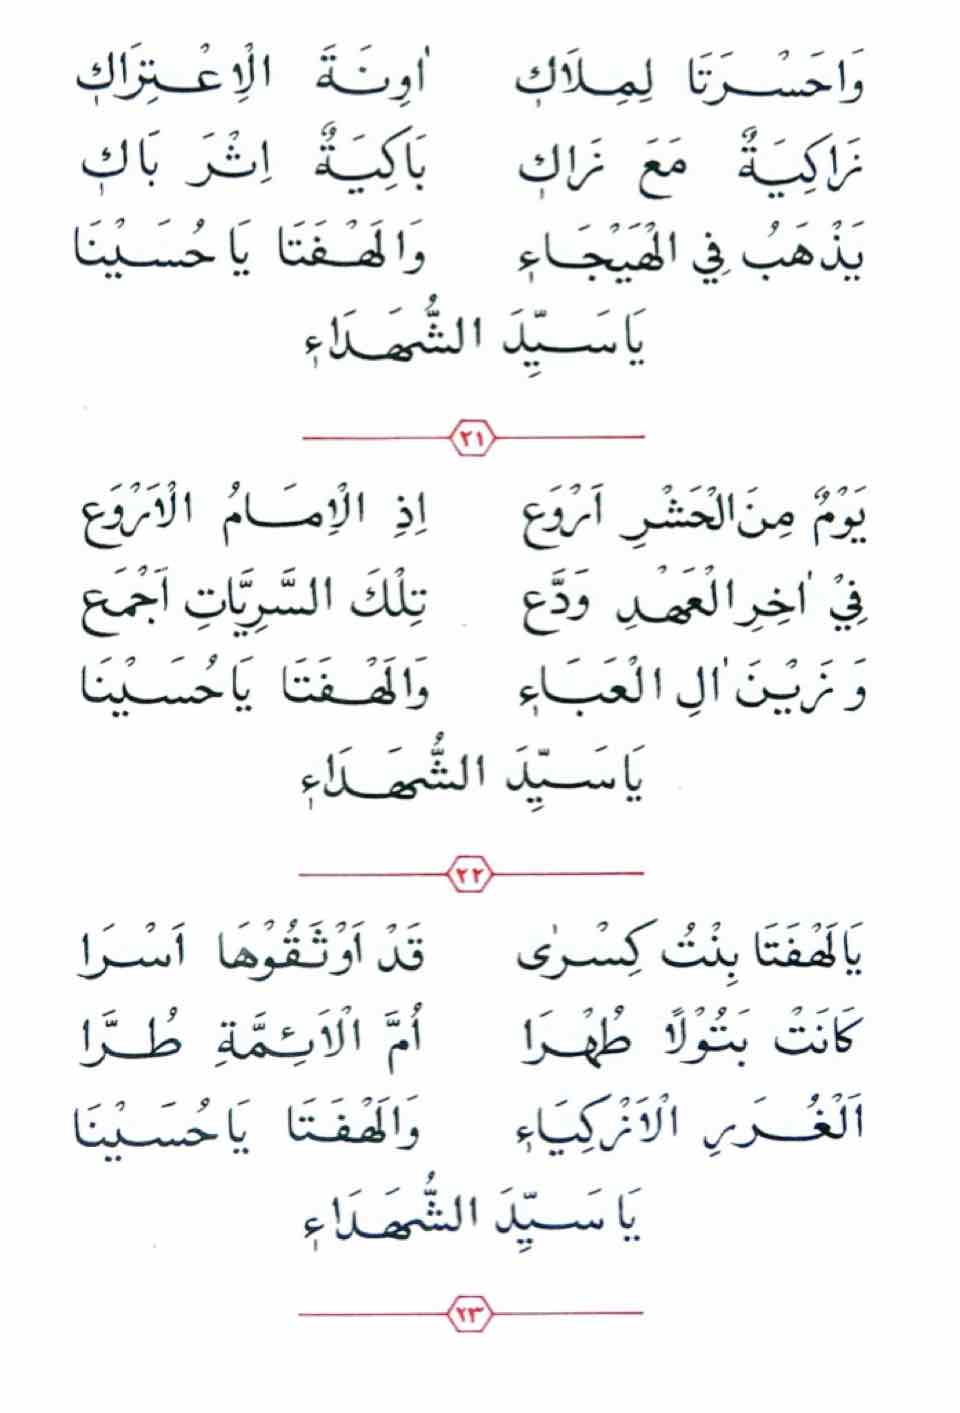 وَاحَسْرَتَا لِمِلَاكٖ اٰوِنَةَ الْاِعْتِرَاكٖ
زَاكِيَةٌ مَعَ زَاكٖ بَاكِيَةٌ اِثْرَ بَاكٖ
يَذْهَبُ فِي الْهَيْجَاءِ وَالَهْفَتَا يَاحُسَيْنَا
يَاسَيِّدَ الشُّهَدَاءِ
٢١
يَوْمٌ مِنَ الْحَشْرِ اَرْوَع اِذِ الْاِمَامُ الْاَرْوَع
فِيْ اٰخِرِ الْعَهْدِ وَدَّع تِلْكَ السَّرِيَّاتِ اَجْمَع
وَزَيْنَ اٰلِ الْعَبَاءِ وَالَهْفَتَا يَاحُسَيْنَا
يَاسَيِّدَ الشُّهَدَاءِ
٢٢
يَالَهْفَتَا بِنْتُ كِسْرٰى قَدْ اَوْثَقُوْهَا اَسْرَا
كَانَتْ بَتُوْلًا طُهْرَا اُمَّ الْاَئِمَّةِ طُرَّا
اَلْغُرَرِ الْاَزْكِيَاءِ وَالَهْفَتَا يَاحُسَيْنَا
يَاسَيِّدَ الشُّهَدَاءِ
٢٣